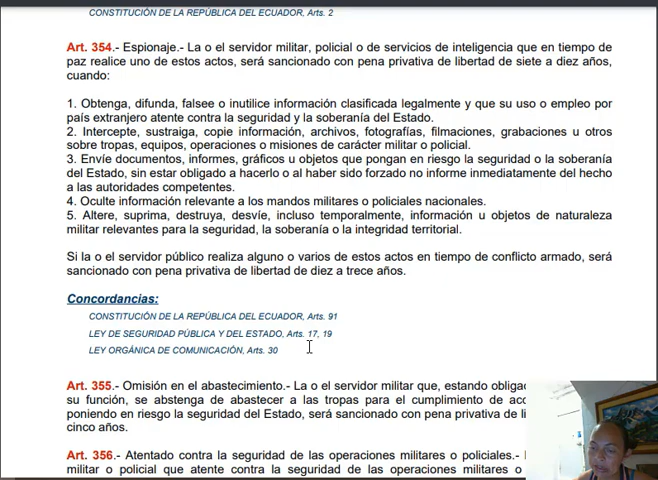 CONSTITUCIÓN DE LA REPÚBLICA DEL ECUADOR, Arts. 2
Art. 354.- Espionaje.- La o el servidor militar, policial o de servicios de inteligencia que en tiempo de
paz realice uno de estos actos, será sancionado con pena privativa de libertad de siete a diez años,
cuando:
1. Obtenga, difunda, falsee o inutilice información clasificada legalmente y que su uso o empleo por
país extranjero atente contra la seguridad y la soberanía del Estado.
2. Intercepte, sustraiga, copie información, archivos, fotografías, filmaciones, grabaciones u otros
sobre tropas, equipos, operaciones o misiones de carácter militar o policial.
3. Envíe documentos, informes, gráficos u objetos que pongan en riesgo la seguridad o la soberanía
del Estado, sin estar obligado a hacerlo o al haber sido forzado no informe inmediatamente del hecho
a las autoridades competentes.
4. Oculte información relevante a los mandos militares o policiales nacionales.
5. Altere, suprima, destruya, desvíe, incluso temporalmente, información u objetos de naturaleza
militar relevantes para la seguridad, la soberanía o la integridad territorial.
Si la o el servidor público realiza alguno o varios de estos actos en tiempo de conflicto armado, será
sancionado con pena privativa de libertad de diez a trece años.
Concordancias:
CONSTITUCIÓN DE LA REPÚBLICA DEL ECUADOR, Arts. 91
LEY DE SEGURIDAD PÚBLICA Y DEL ESTADO, Arts. 17, 19
LEY ORGÁNICA DE COMUNICACIÓN, Arts. 30
Art. 355.- Omisión en el abastecimiento.- La o el servidor militar que, estando
su función, se abstenga de abastecer a las tropas para el cumplimiento de
poniendo en riesgo la seguridad del Estado, será sancionado con pena privativa de
cinco años.
Art. 356.- Atentado contra la seguridad de las operaciones militares o policiales.-
militar o policial que atente contra la seguridad de las operaciones militares o